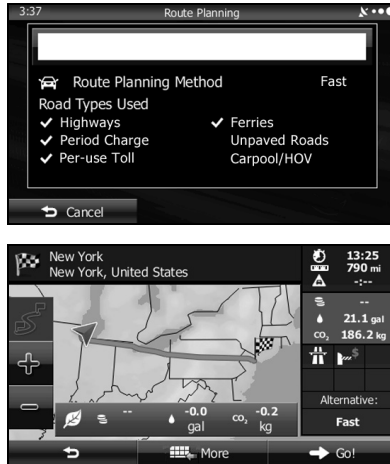 3:37
Route Planning
Route Planning Method Fast
Road Types Used
Highways Ferries
Period Charge Unpaved Roads
Per-use Toll Carpool/HOV
Cancel
New York
New York, United States
13:25
790 mi
-:--
--
21.1 gal
CO₂ 186.2 kg
$
-- -0.0 gal CO₂ -0.2 kg
Alternative:
Fast
More
Go!